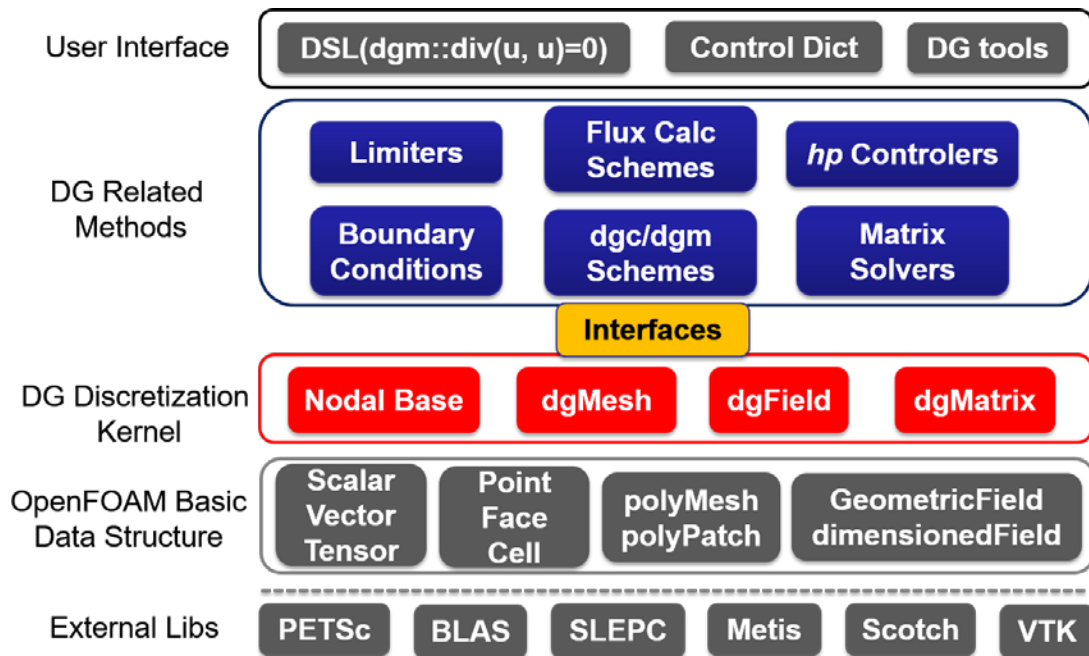 User Interface
DSL(dgm::div(u, u)=0)
Control Dict
DG tools
DG Related
Methods
Limiters
Flux Calc
Schemes
hp Controlers
Boundary
Conditions
dgc/dgm
Schemes
Matrix
Solvers
Interfaces
DG Discretization
Kernel
Nodal Base
dgMesh
dgField
dgMatrix
OpenFOAM Basic
Data Structure
Scalar
Vector
Tensor
Point
Face
Cell
polyMesh
polyPatch
GeometricField
dimensionedField
External Libs
PETSc
BLAS
SLEPC
Metis
Scotch
VTK